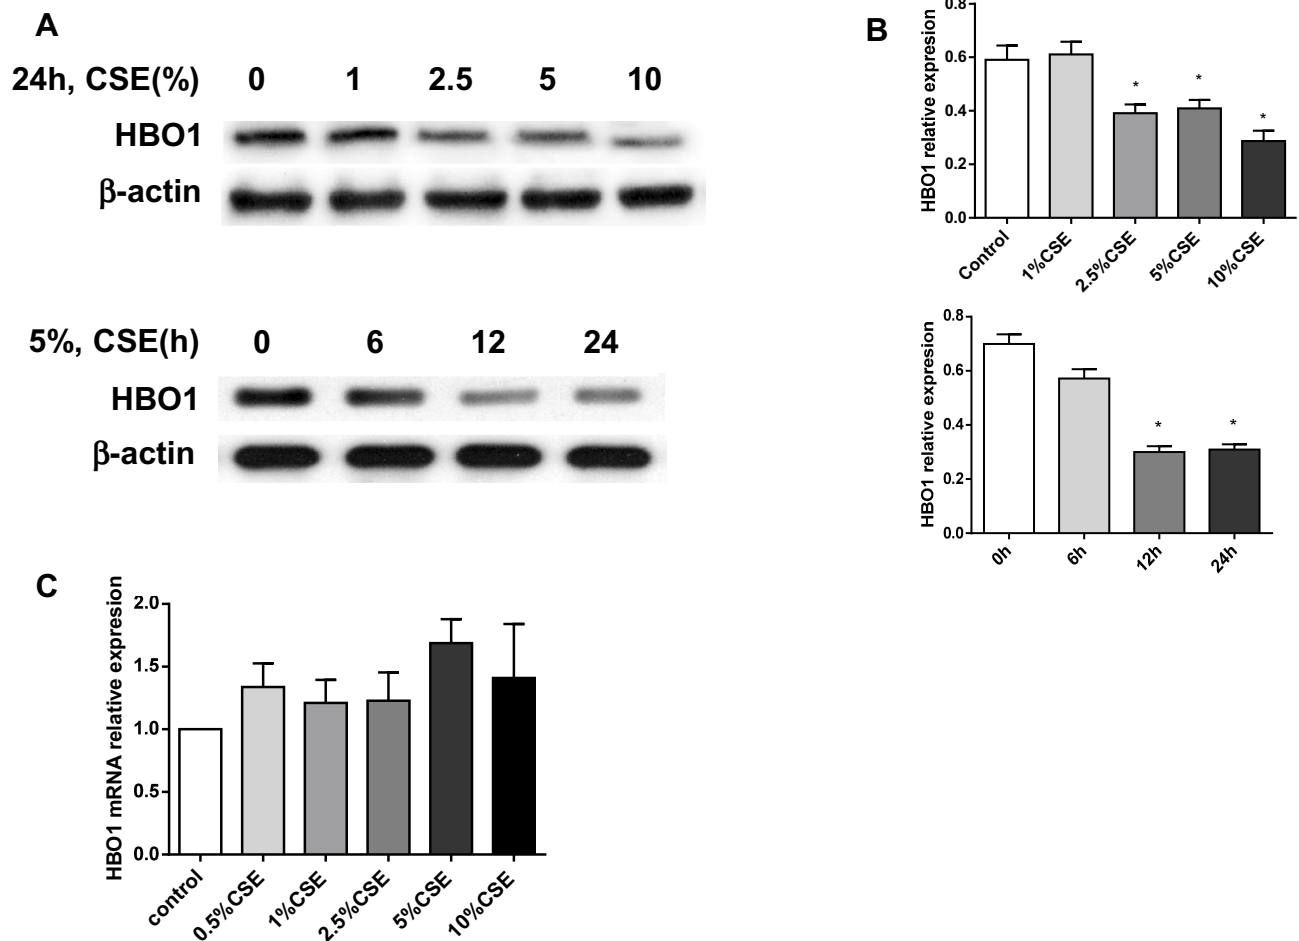 A
24h, CSE(%) 0 1 2.5 5 10
HBO1
β-actin
5%, CSE(h) 0 6 12 24
HBO1
β-actin
B
HBO1 relative expresion
0.8
0.6
0.4
0.2
0.0
* * *
Control 1%CSE 2.5%CSE 5%CSE 10%CSE
HBO1 relative expresion
0.8
0.6
0.4
0.2
0.0
* *
0h 6h 12h 24h
C
HBO1 mRNA relative expresion
2.0
1.5
1.0
0.5
0.0
control 0.5%CSE 1%CSE 2.5%CSE 5%CSE 10%CSE